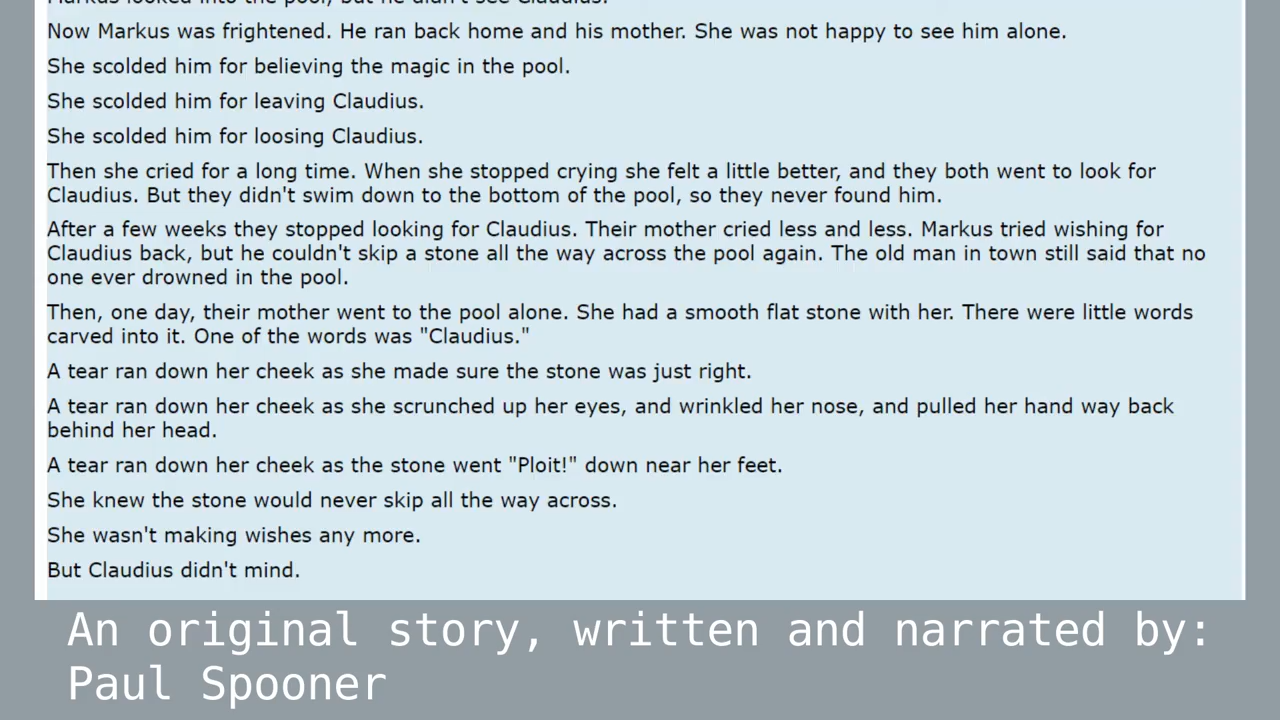 Markus looked into the pool, but he didn't see Claudius.
Now Markus was frightened. He ran back home and his mother. She was not happy to see him alone.
She scolded him for believing the magic in the pool.
She scolded him for leaving Claudius.
She scolded him for loosing Claudius.
Then she cried for a long time. When she stopped crying she felt a little better, and they both went to look for
Claudius. But they didn't swim down to the bottom of the pool, so they never found him.
After a few weeks they stopped looking for Claudius. Their mother cried less and less. Markus tried wishing for
Claudius back, but he couldn't skip a stone all the way across the pool again. The old man in town still said that no
one ever drowned in the pool.
Then, one day, their mother went to the pool alone. She had a smooth flat stone with her. There were little words
carved into it. One of the words was "Claudius."
A tear ran down her cheek as she made sure the stone was just right.
A tear ran down her cheek as she scrunched up her eyes, and wrinkled her nose, and pulled her hand way back
behind her head.
A tear ran down her cheek as the stone went "Ploit!" down near her feet.
She knew the stone would never skip all the way across.
She wasn't making wishes any more.
But Claudius didn't mind.
An original story, written and narrated by:
Paul Spooner